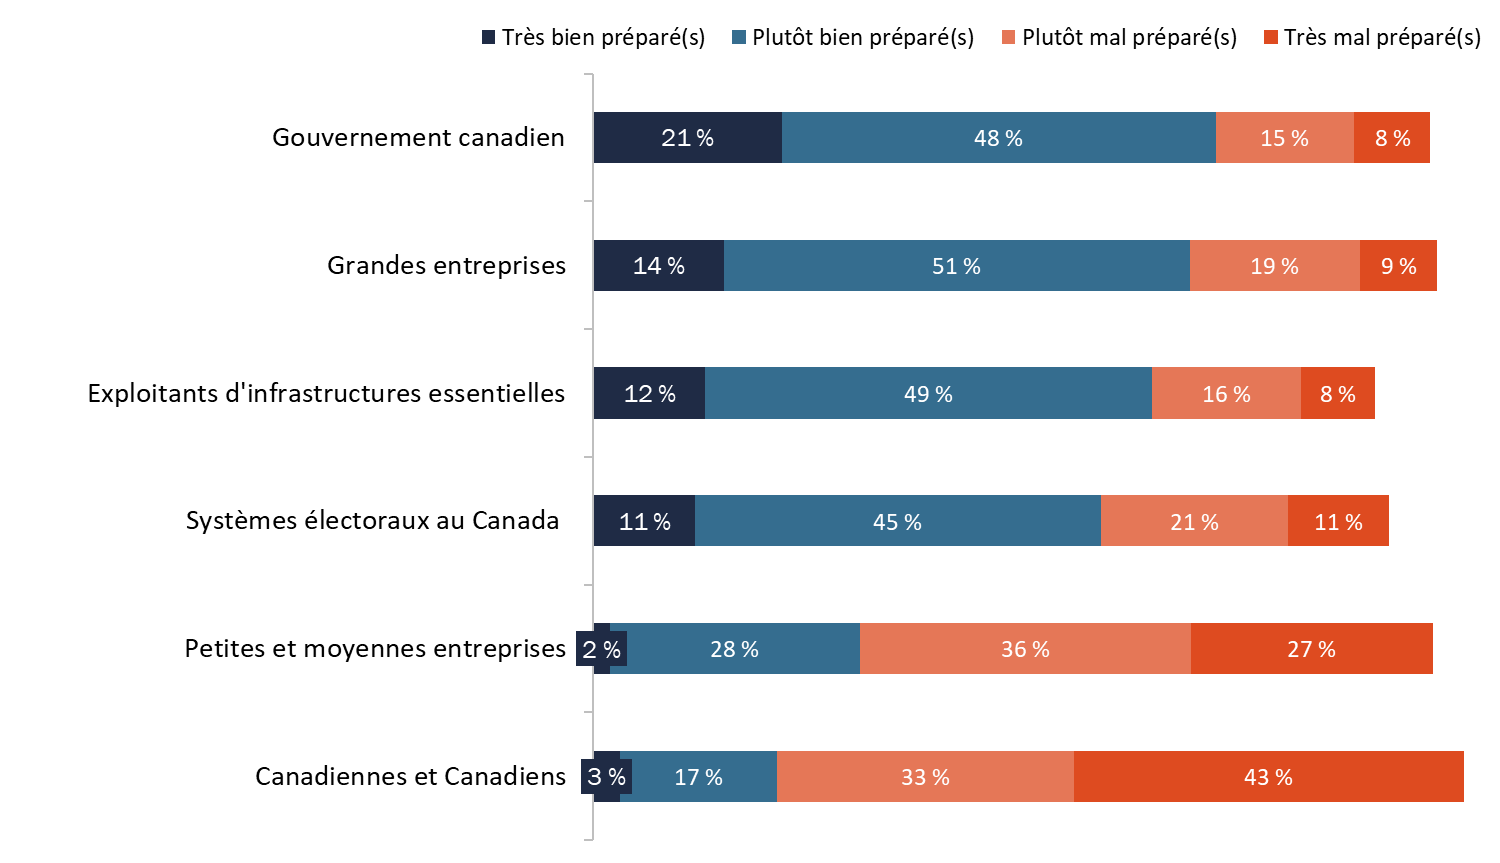 Très bien préparé(s) Plutôt bien préparé(s) Plutôt mal préparé(s) Très mal préparé(s)
Gouvernement canadien 21 % 48 % 15 % 8 %
Grandes entreprises 14 % 51 % 19 % 9 %
Exploitants d'infrastructures essentielles 12 % 49 % 16 % 8 %
Systèmes électoraux au Canada 11 % 45 % 21 % 11 %
Petites et moyennes entreprises 2 % 28 % 36 % 27 %
Canadiennes et Canadiens 3 % 17 % 33 % 43 %